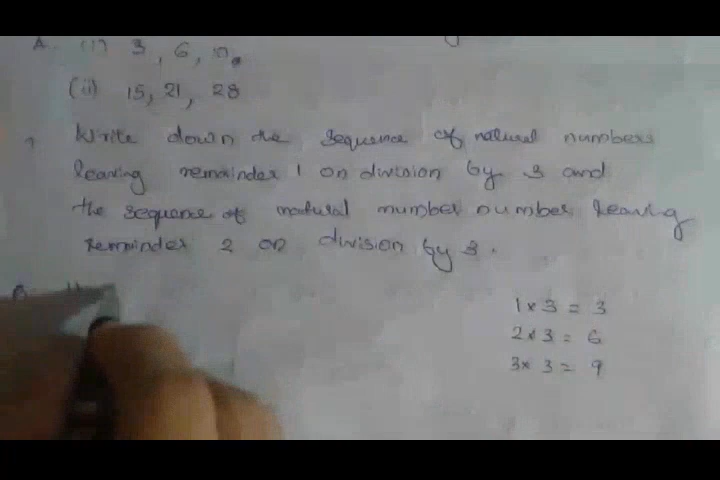 A. (i) 3, 6, 10.
(ii) 15, 21, 28
Write down the sequence of natural numbers
leaving remainder 1 on division by 3 and
the sequence of natural number number leaving
remainder 2 on division by 3.
1 × 3 = 3
2 × 3 = 6
3 × 3 = 9